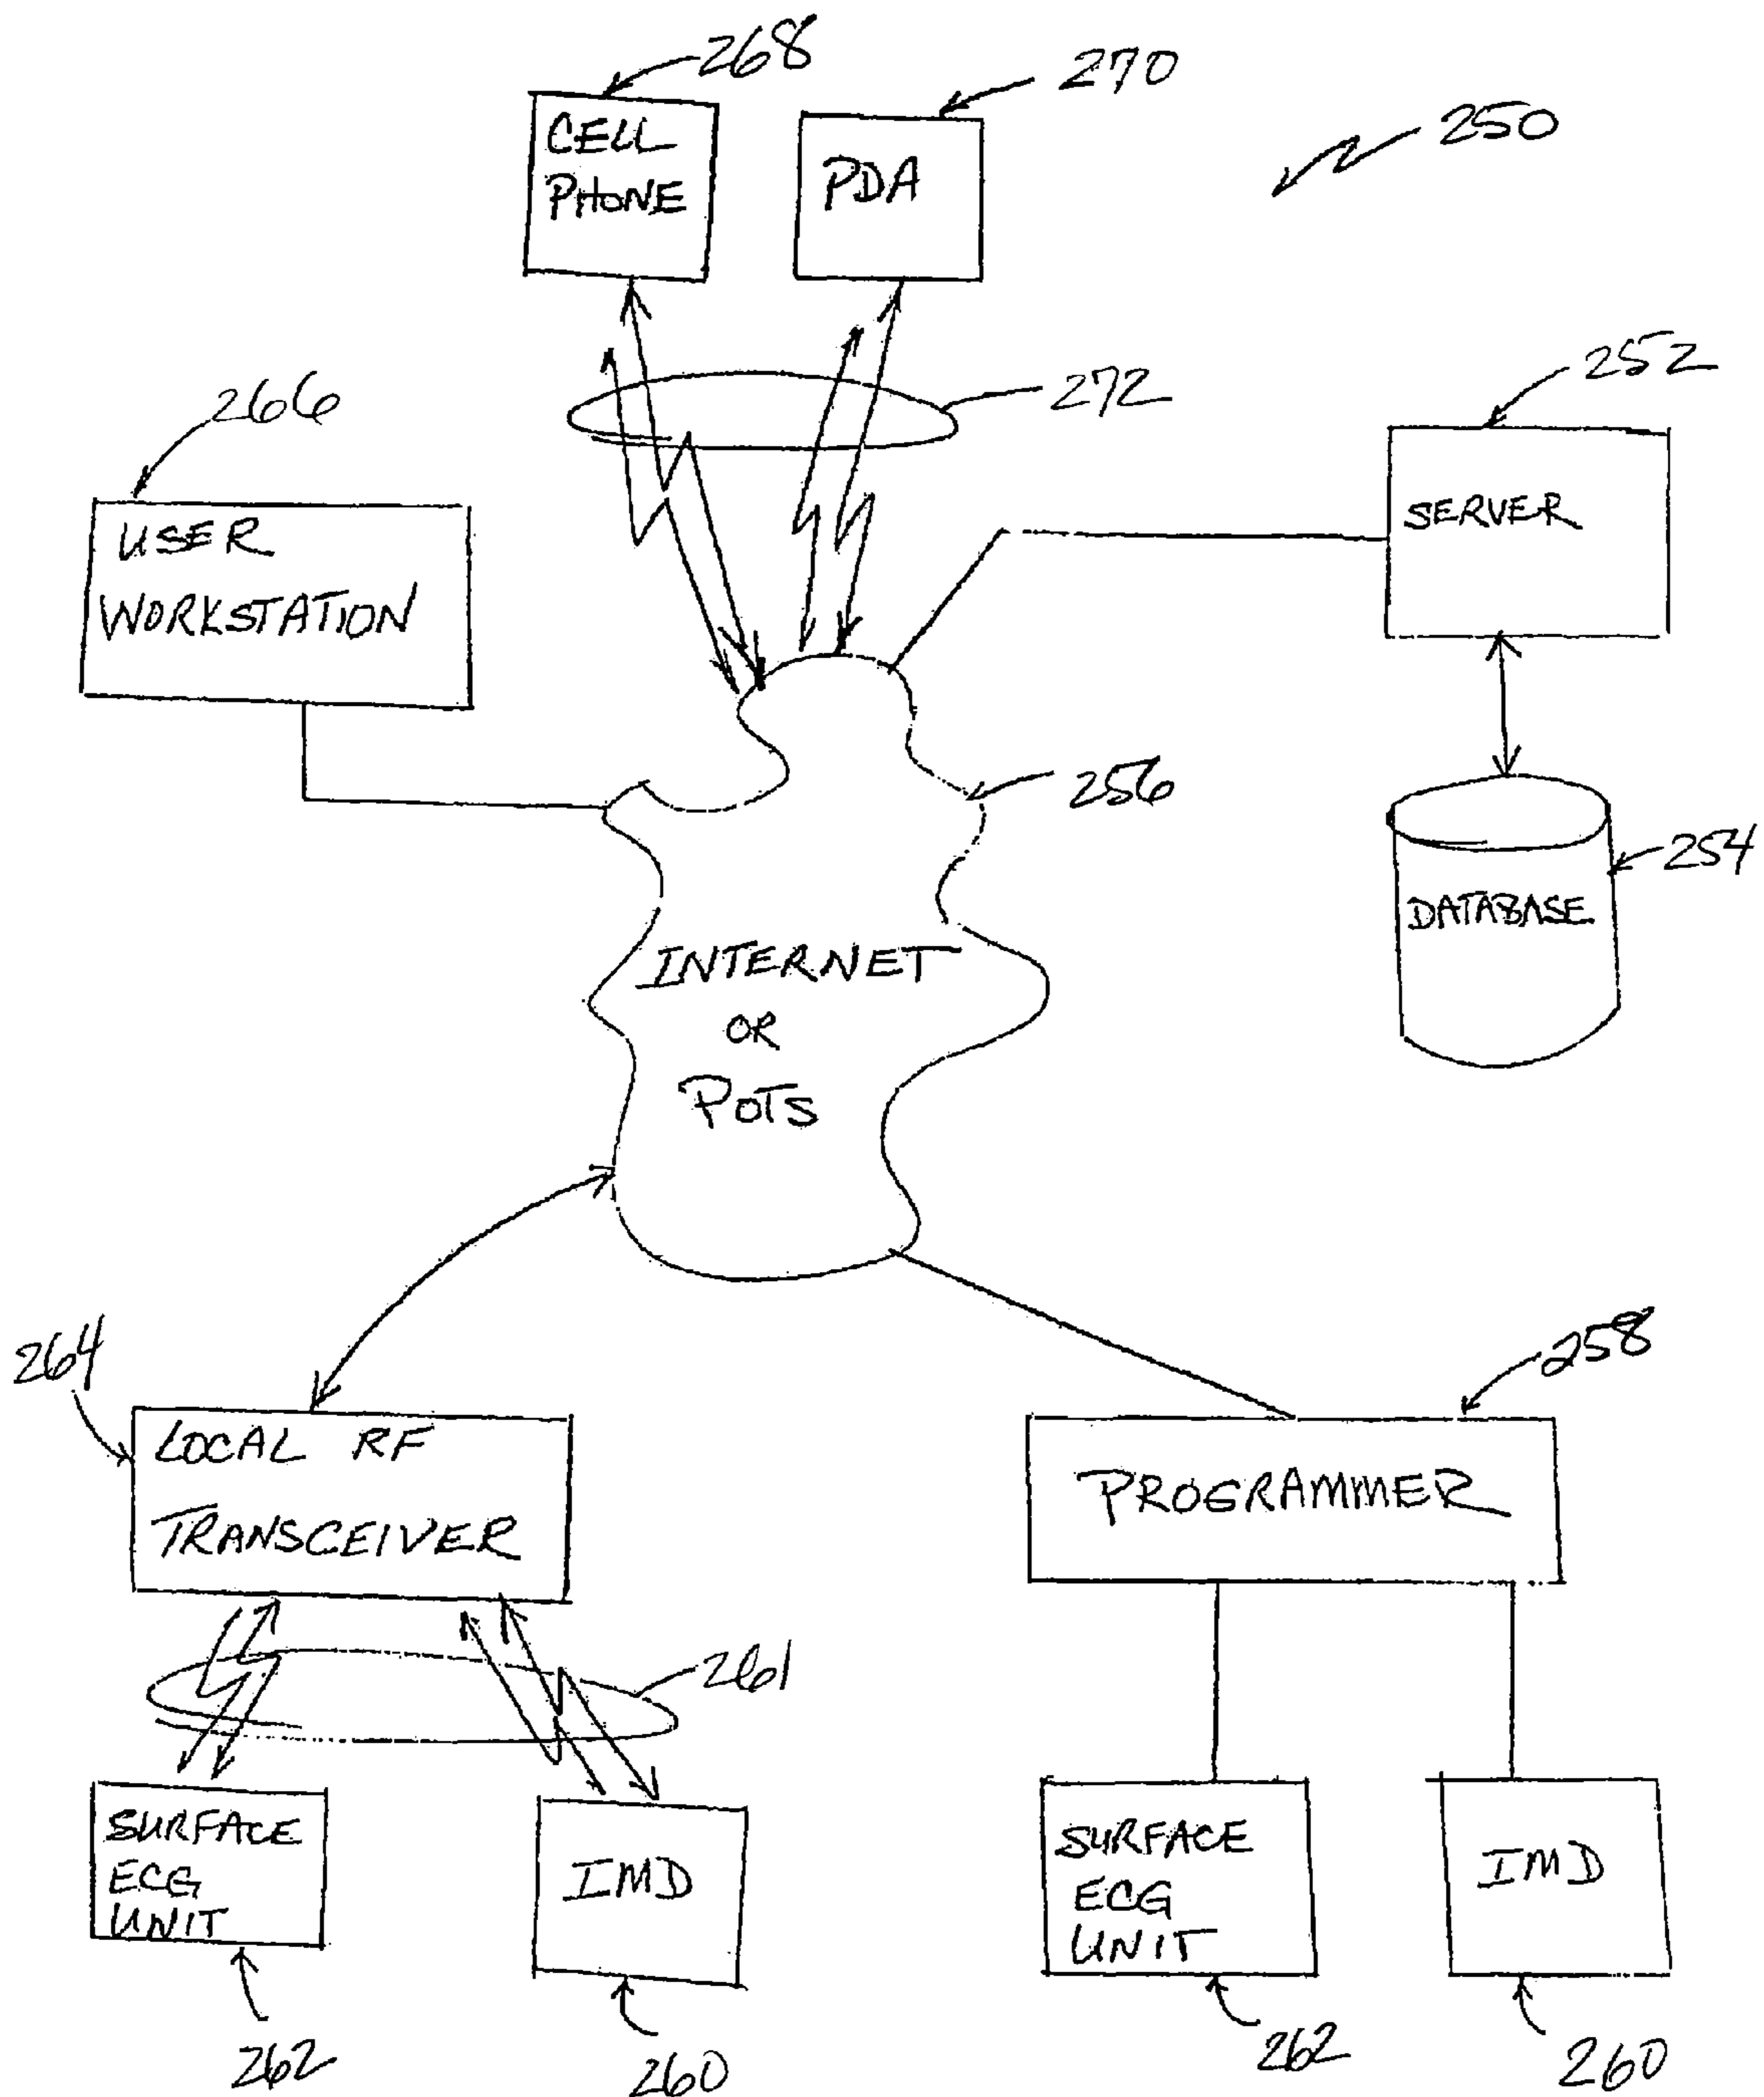 268
270
250
CELL
PHONE
PDA
272
252
266
USER
WORKSTATION
SERVER
256
254
DATABASE
INTERNET
OR
POTS
264
258
LOCAL RF
TRANSCEIVER
PROGRAMMER
261
SURFACE
ECG
UNIT
IMD
SURFACE
ECG
UNIT
IMD
262
260
262
260